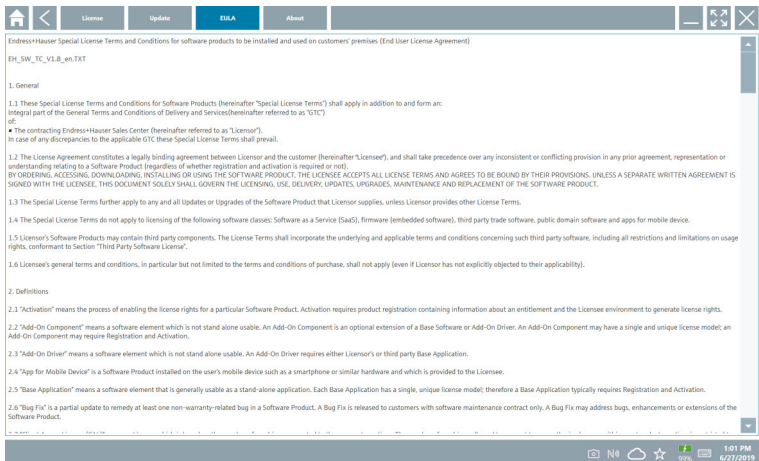 License
Update
EULA
About
Endress+Hauser Special License Terms and Conditions for software products to be installed and used on customers' premises (End User License Agreement)
EH_SW_TC_V1.8_en.TXT
1. General
1.1 These Special License Terms and Conditions for Software Products (hereinafter "Special License Terms") shall apply in addition to and form an:
Integral part of the General Terms and Conditions of Delivery and Services(hereinafter referred to as "GTC")
of:
▪ The contracting Endress+Hauser Sales Center (hereinafter referred to as "Licensor").
In case of any discrepancies to the applicable GTC these Special License Terms shall prevail.
1.2 The License Agreement constitutes a legally binding agreement between Licensor and the customer (hereinafter "Licensee"), and shall take precedence over any inconsistent or conflicting provision in any prior agreement, representation or
understanding relating to a Software Product (regardless of whether registration and activation is required or not).
BY ORDERING, ACCESSING, DOWNLOADING, INSTALLING OR USING THE SOFTWARE PRODUCT, THE LICENSEE ACCEPTS ALL LICENSE TERMS AND AGREES TO BE BOUND BY THEIR PROVISIONS. UNLESS A SEPARATE WRITTEN AGREEMENT IS
SIGNED WITH THE LICENSEE, THIS DOCUMENT SOLELY SHALL GOVERN THE LICENSING, USE, DELIVERY, UPDATES, UPGRADES, MAINTENANCE AND REPLACEMENT OF THE SOFTWARE PRODUCT.
1.3 The Special License Terms further apply to any and all Updates or Upgrades of the Software Product that Licensor supplies, unless Licensor provides other License Terms.
1.4 The Special License Terms do not apply to licensing of the following software classes: Software as a Service (SaaS), firmware (embedded software), third party trade software, public domain software and apps for mobile device.
1.5 Licensor's Software Products may contain third party components. The License Terms shall incorporate the underlying and applicable terms and conditions concerning such third party software, including all restrictions and limitations on usage
rights, conformant to Section "Third Party Software License".
1.6 Licensee's general terms and conditions, in particular but not limited to the terms and conditions of purchase, shall not apply (even if Licensor has not explicitly objected to their applicability).
2. Definitions
2.1 "Activation" means the process of enabling the license rights for a particular Software Product. Activation requires product registration containing information about an entitlement and the Licensee environment to generate license rights.
2.2 "Add-On Component" means a software element which is not stand alone usable. An Add-On Component is an optional extension of a Base Software or Add-On Driver. An Add-On Component may have a single and unique license model; an
Add-On Component may require Registration and Activation.
2.3 "Add-On Driver" means a software element which is not stand alone usable. An Add-On Driver requires either Licensor's or third party Base Application.
2.4 "App for Mobile Device" is a Software Product installed on the user's mobile device such as a smartphone or similar hardware and which is provided to the Licensee.
2.5 "Base Application" means a software element that is generally usable as a stand-alone application. Each Base Application has a single, unique license model; therefore a Base Application typically requires Registration and Activation.
2.6 "Bug Fix" is a partial update to remedy at least one non-warranty-related bug in a Software Product. A Bug Fix is released to customers with software maintenance contract only. A Bug Fix may address bugs, enhancements or extensions of the
Software Product.
99%
1:01 PM
6/27/2019